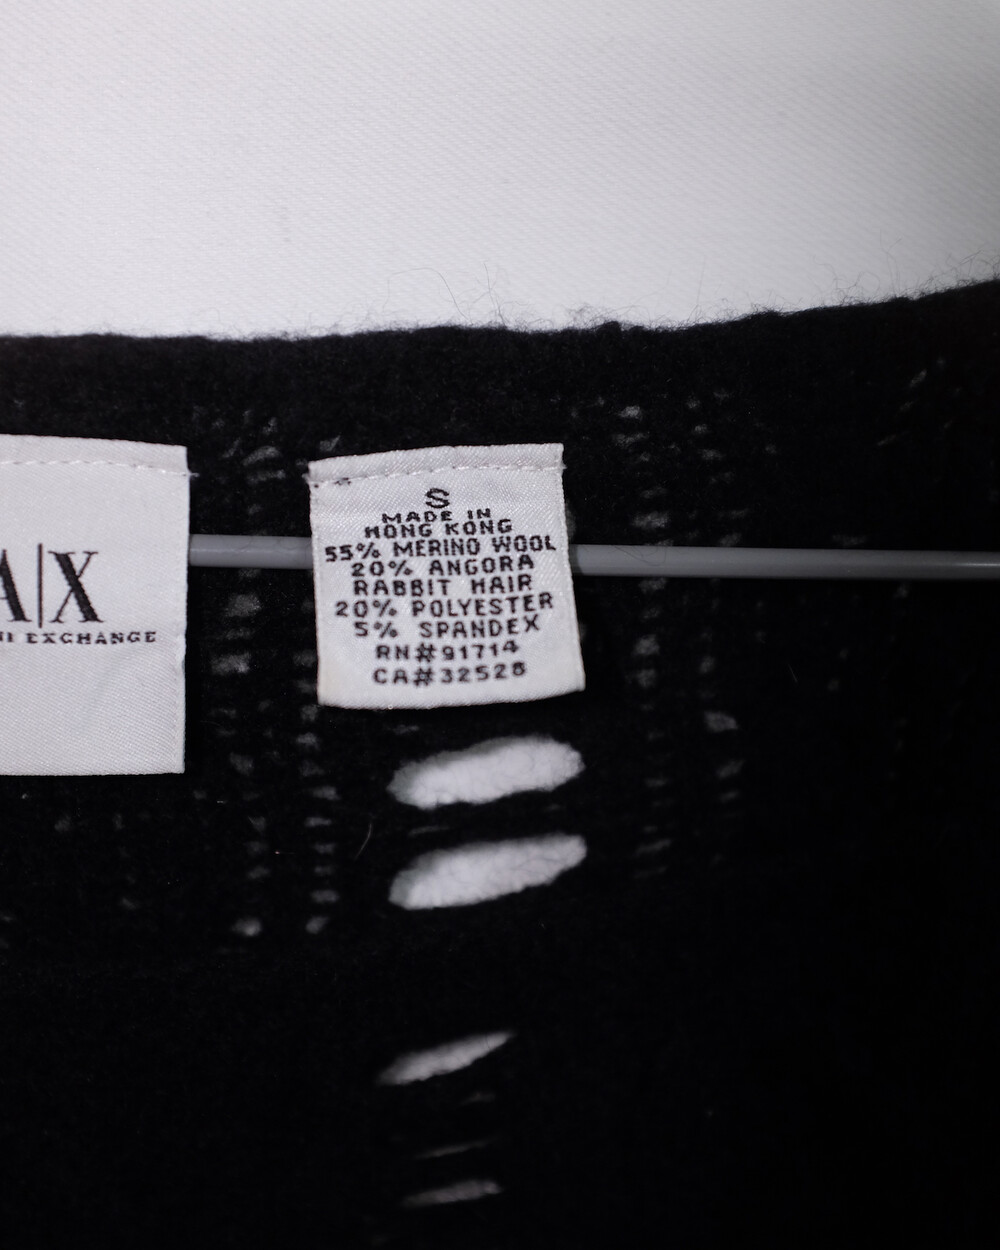 A|X
EXCHANGE
S
MADE IN
HONG KONG
55% MERINO WOOL
20% ANGORA
RABBIT HAIR
20% POLYESTER
5% SPANDEX
RN#91714
CA#32528